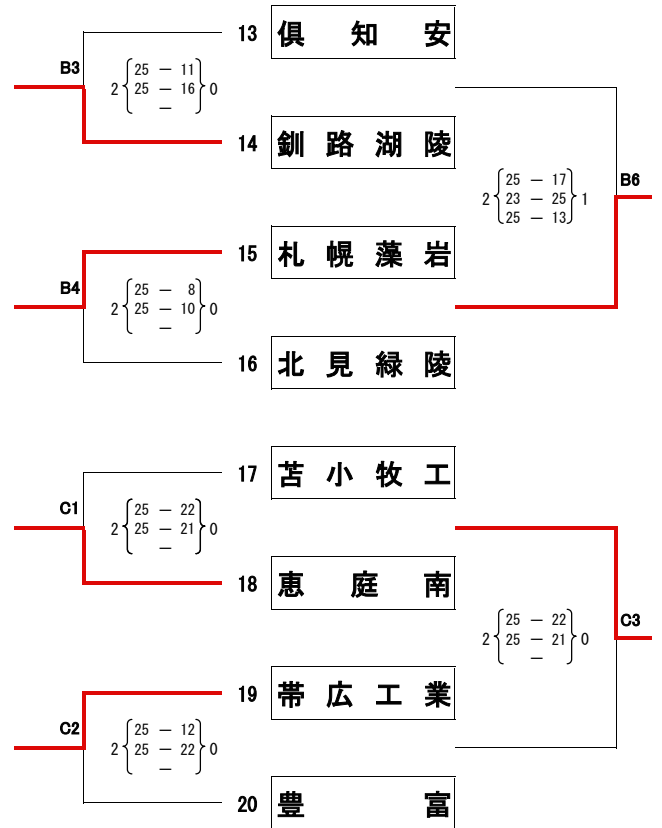 13 倶知安
B3
2 25 － 11 0
25 － 16
－
14 釧路湖陵
25 － 17
2 23 － 25 1
25 － 13
B6
15 札幌藻岩
B4
2 25 － 8 0
25 － 10
－
16 北見緑陵
17 苫小牧工
C1
2 25 － 22 0
25 － 21
－
18 恵庭南
25 － 22
2 25 － 21 0
－
C3
19 帯広工業
C2
2 25 － 12 0
25 － 22
－
20 豊富